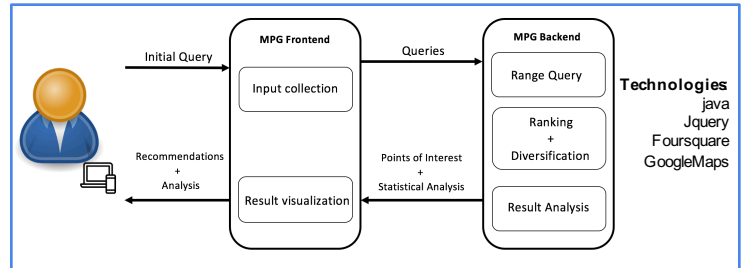 Initial Query
MPG Frontend
Input collection
Queries
MPG Backend
Range Query
Ranking
+
Diversification
Result Analysis
Points of Interest
+
Statistical Analysis
Result visualization
Recommendations
+
Analysis
Technologies:
java
Jquery
Foursquare
GoogleMaps